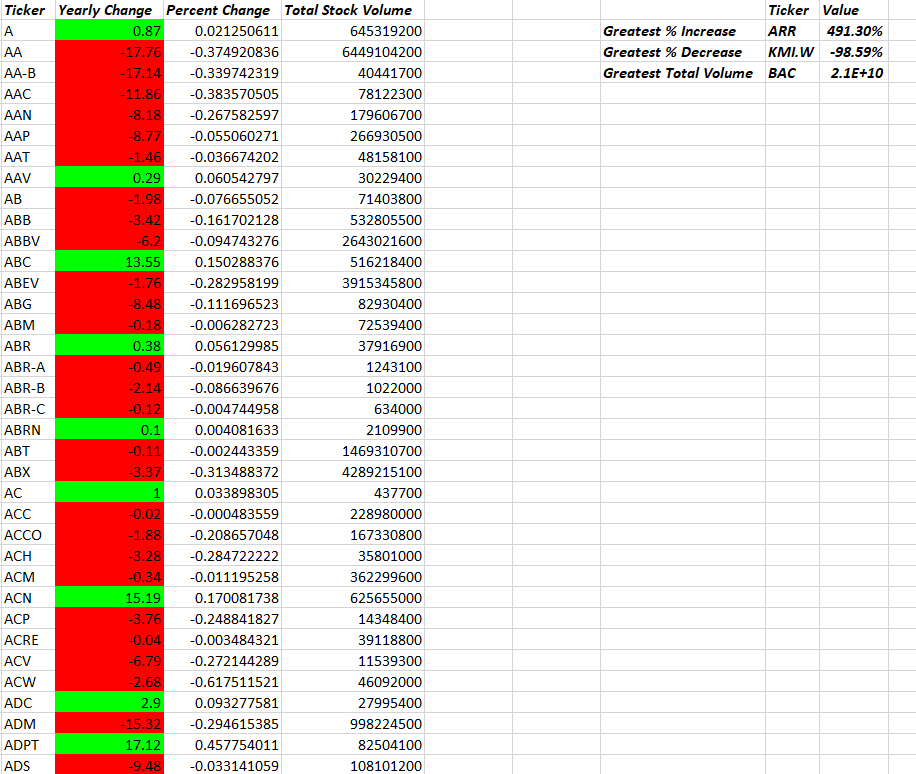 Ticker Yearly Change Percent Change Total Stock Volume Ticker Value
A 0.87 0.021250611 645319200 Greatest % Increase ARR 491.30%
AA -17.76 -0.374920836 6449104200 Greatest % Decrease KMI.W -98.59%
AA-B -17.14 -0.339742319 40441700 Greatest Total Volume BAC 2.1E+10
AAC -11.86 -0.383570505 78122300
AAN -8.18 -0.267582597 179606700
AAP -8.77 -0.055060271 266930500
AAT -1.46 -0.036674202 48158100
AAV 0.29 0.060542797 30229400
AB -1.98 -0.076655052 71403800
ABB -3.42 -0.161702128 532805500
ABBV -6.2 -0.094743276 2643021600
ABC 13.55 0.150288376 516218400
ABEV -1.76 -0.282958199 3915345800
ABG -8.48 -0.111696523 82930400
ABM -0.18 -0.006282723 72539400
ABR 0.38 0.056129985 37916900
ABR-A -0.49 -0.019607843 1243100
ABR-B -2.14 -0.086639676 1022000
ABR-C -0.12 -0.004744958 634000
ABRN 0.1 0.004081633 2109900
ABT -0.11 -0.002443359 1469310700
ABX -3.37 -0.313488372 4289215100
AC 1 0.033898305 437700
ACC -0.02 -0.000483559 228980000
ACCO -1.88 -0.208657048 167330800
ACH -3.28 -0.284722222 35801000
ACM -0.34 -0.011195258 362299600
ACN 15.19 0.170081738 625655000
ACP -3.76 -0.248841827 14348400
ACRE -0.04 -0.003484321 39118800
ACV -6.79 -0.272144289 11539300
ACW -2.68 -0.617511521 46092000
ADC 2.9 0.093277581 27995400
ADM -15.32 -0.294615385 998224500
ADPT 17.12 0.457754011 82504100
ADS -9.48 -0.033141059 108101200